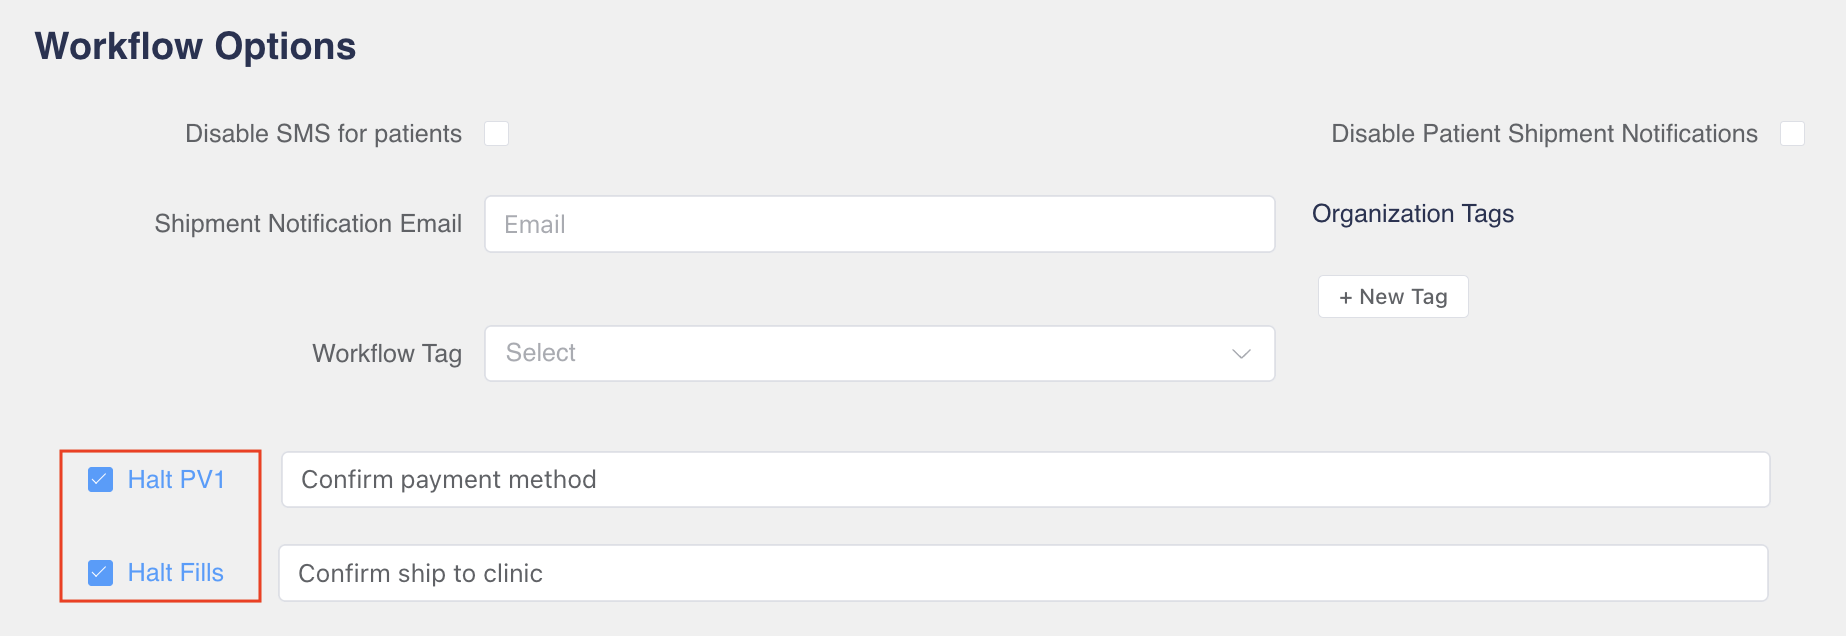 Workflow Options
Disable SMS for patients
Disable Patient Shipment Notifications
Shipment Notification Email
Email
Organization Tags
+ New Tag
Workflow Tag
Select
Halt PV1
Confirm payment method
Halt Fills
Confirm ship to clinic